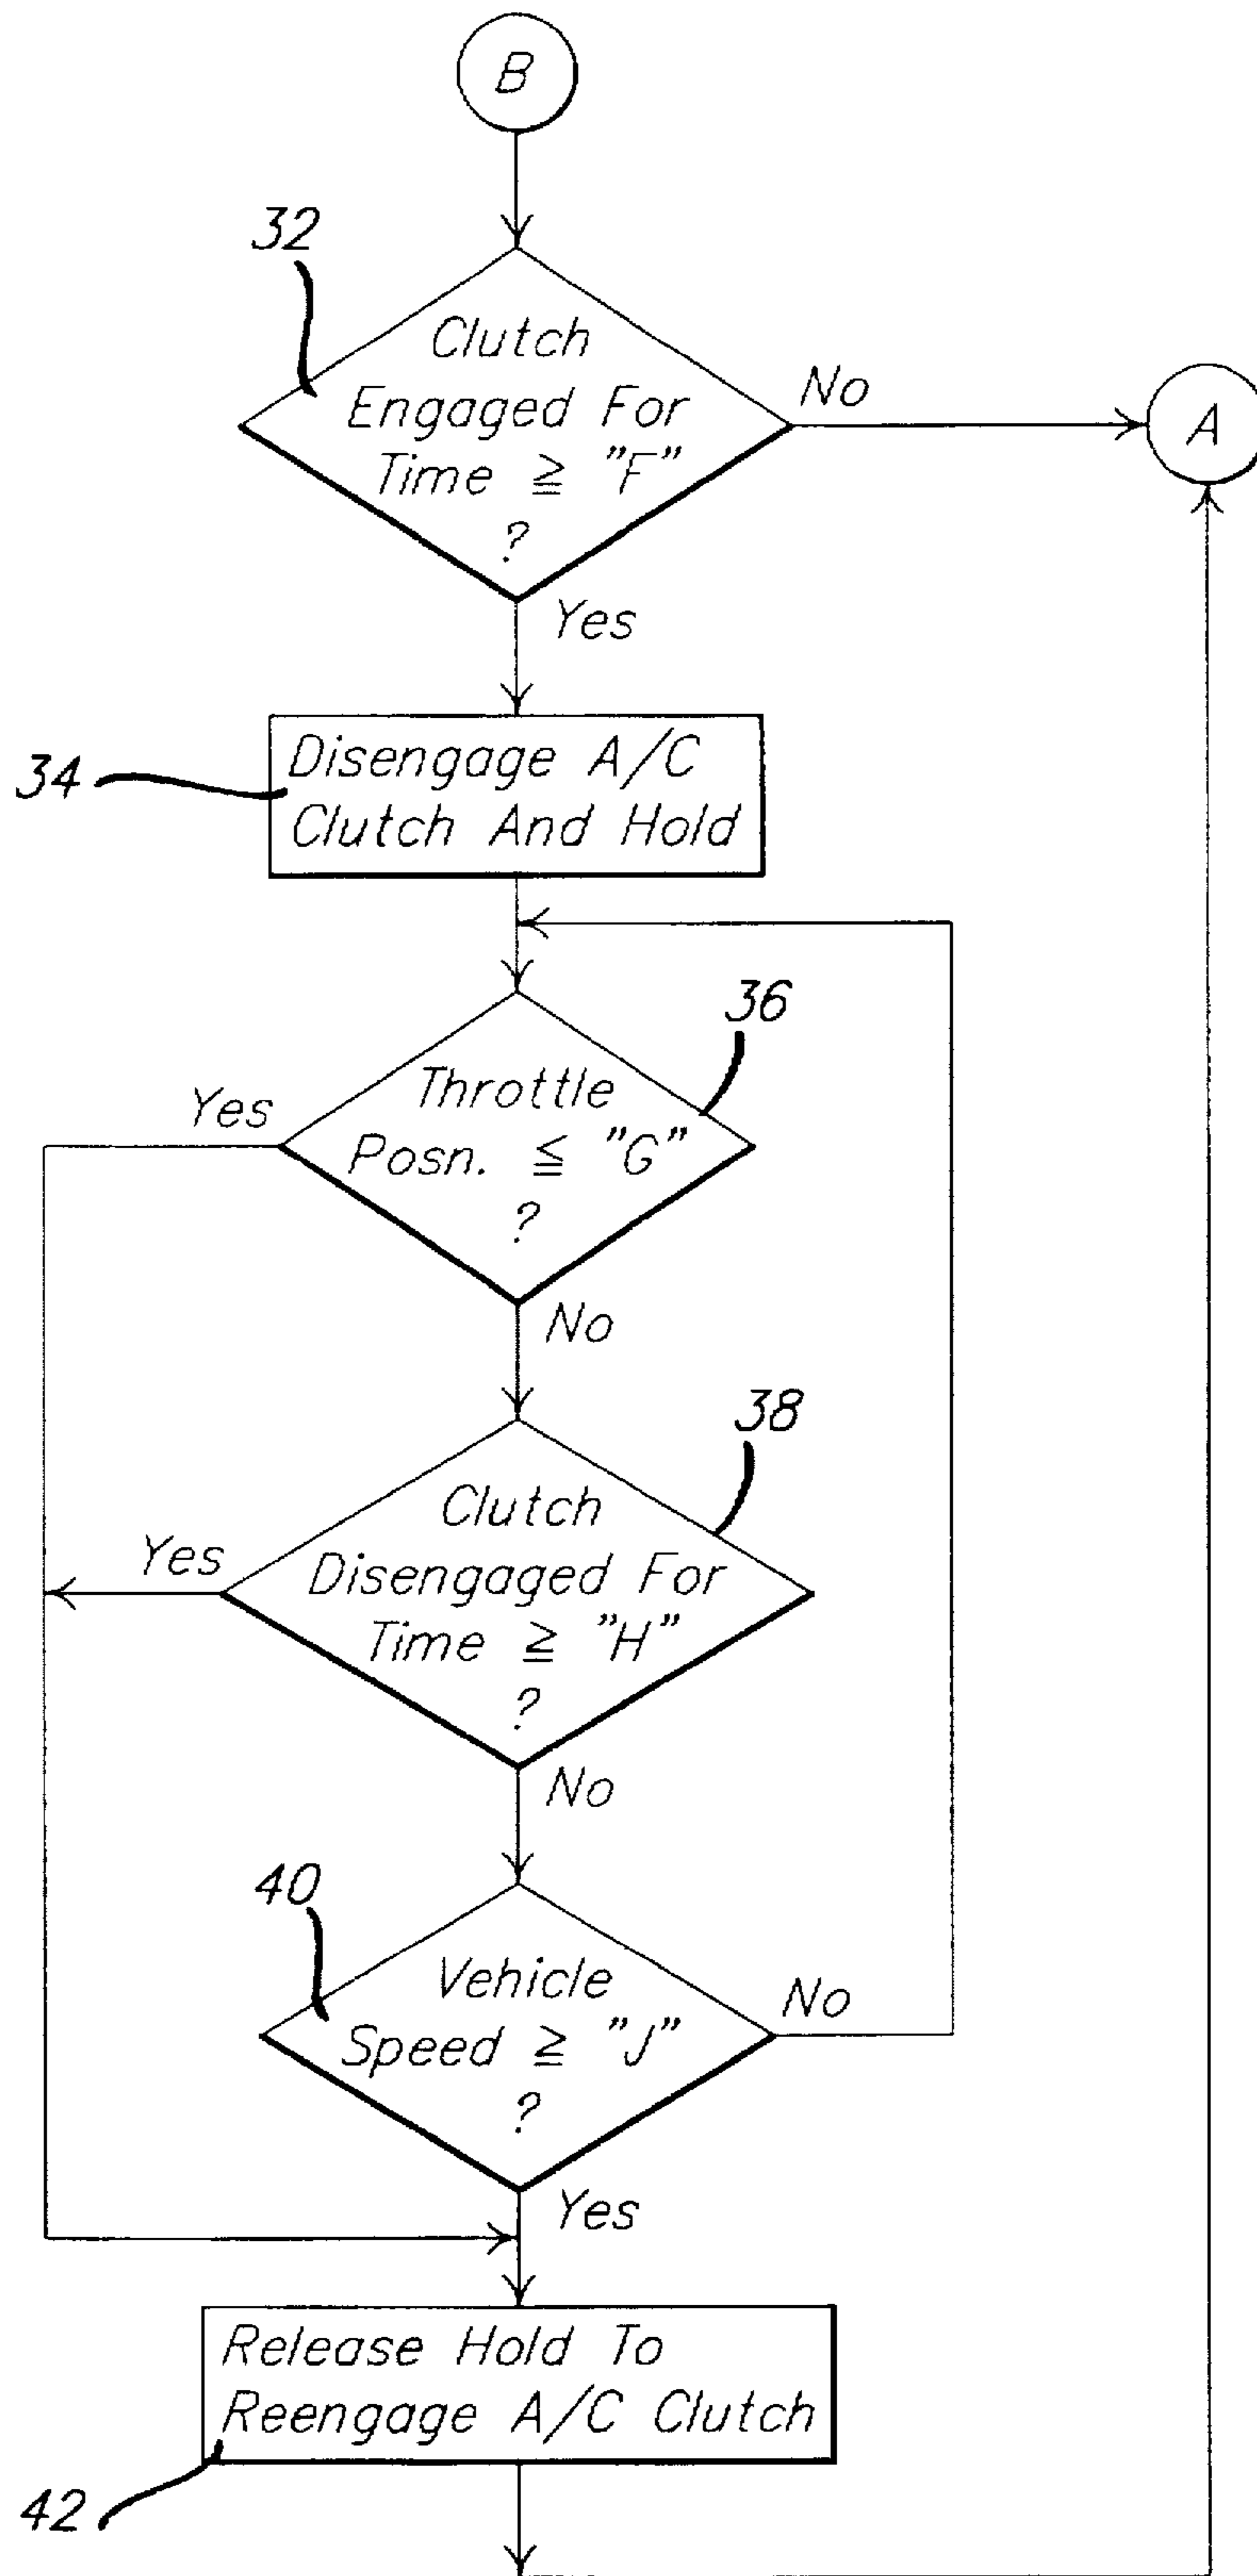 B
32
Clutch
Engaged For
Time ≧ "F"
?
No
A
Yes
34
Disengage A/C
Clutch And Hold
36
Throttle
Posn. ≦ "G"
?
Yes
No
38
Clutch
Disengaged For
Time ≧ "H"
?
Yes
No
40
Vehicle
Speed ≧ "J"
?
No
Yes
Release Hold To
Reengage A/C Clutch
42